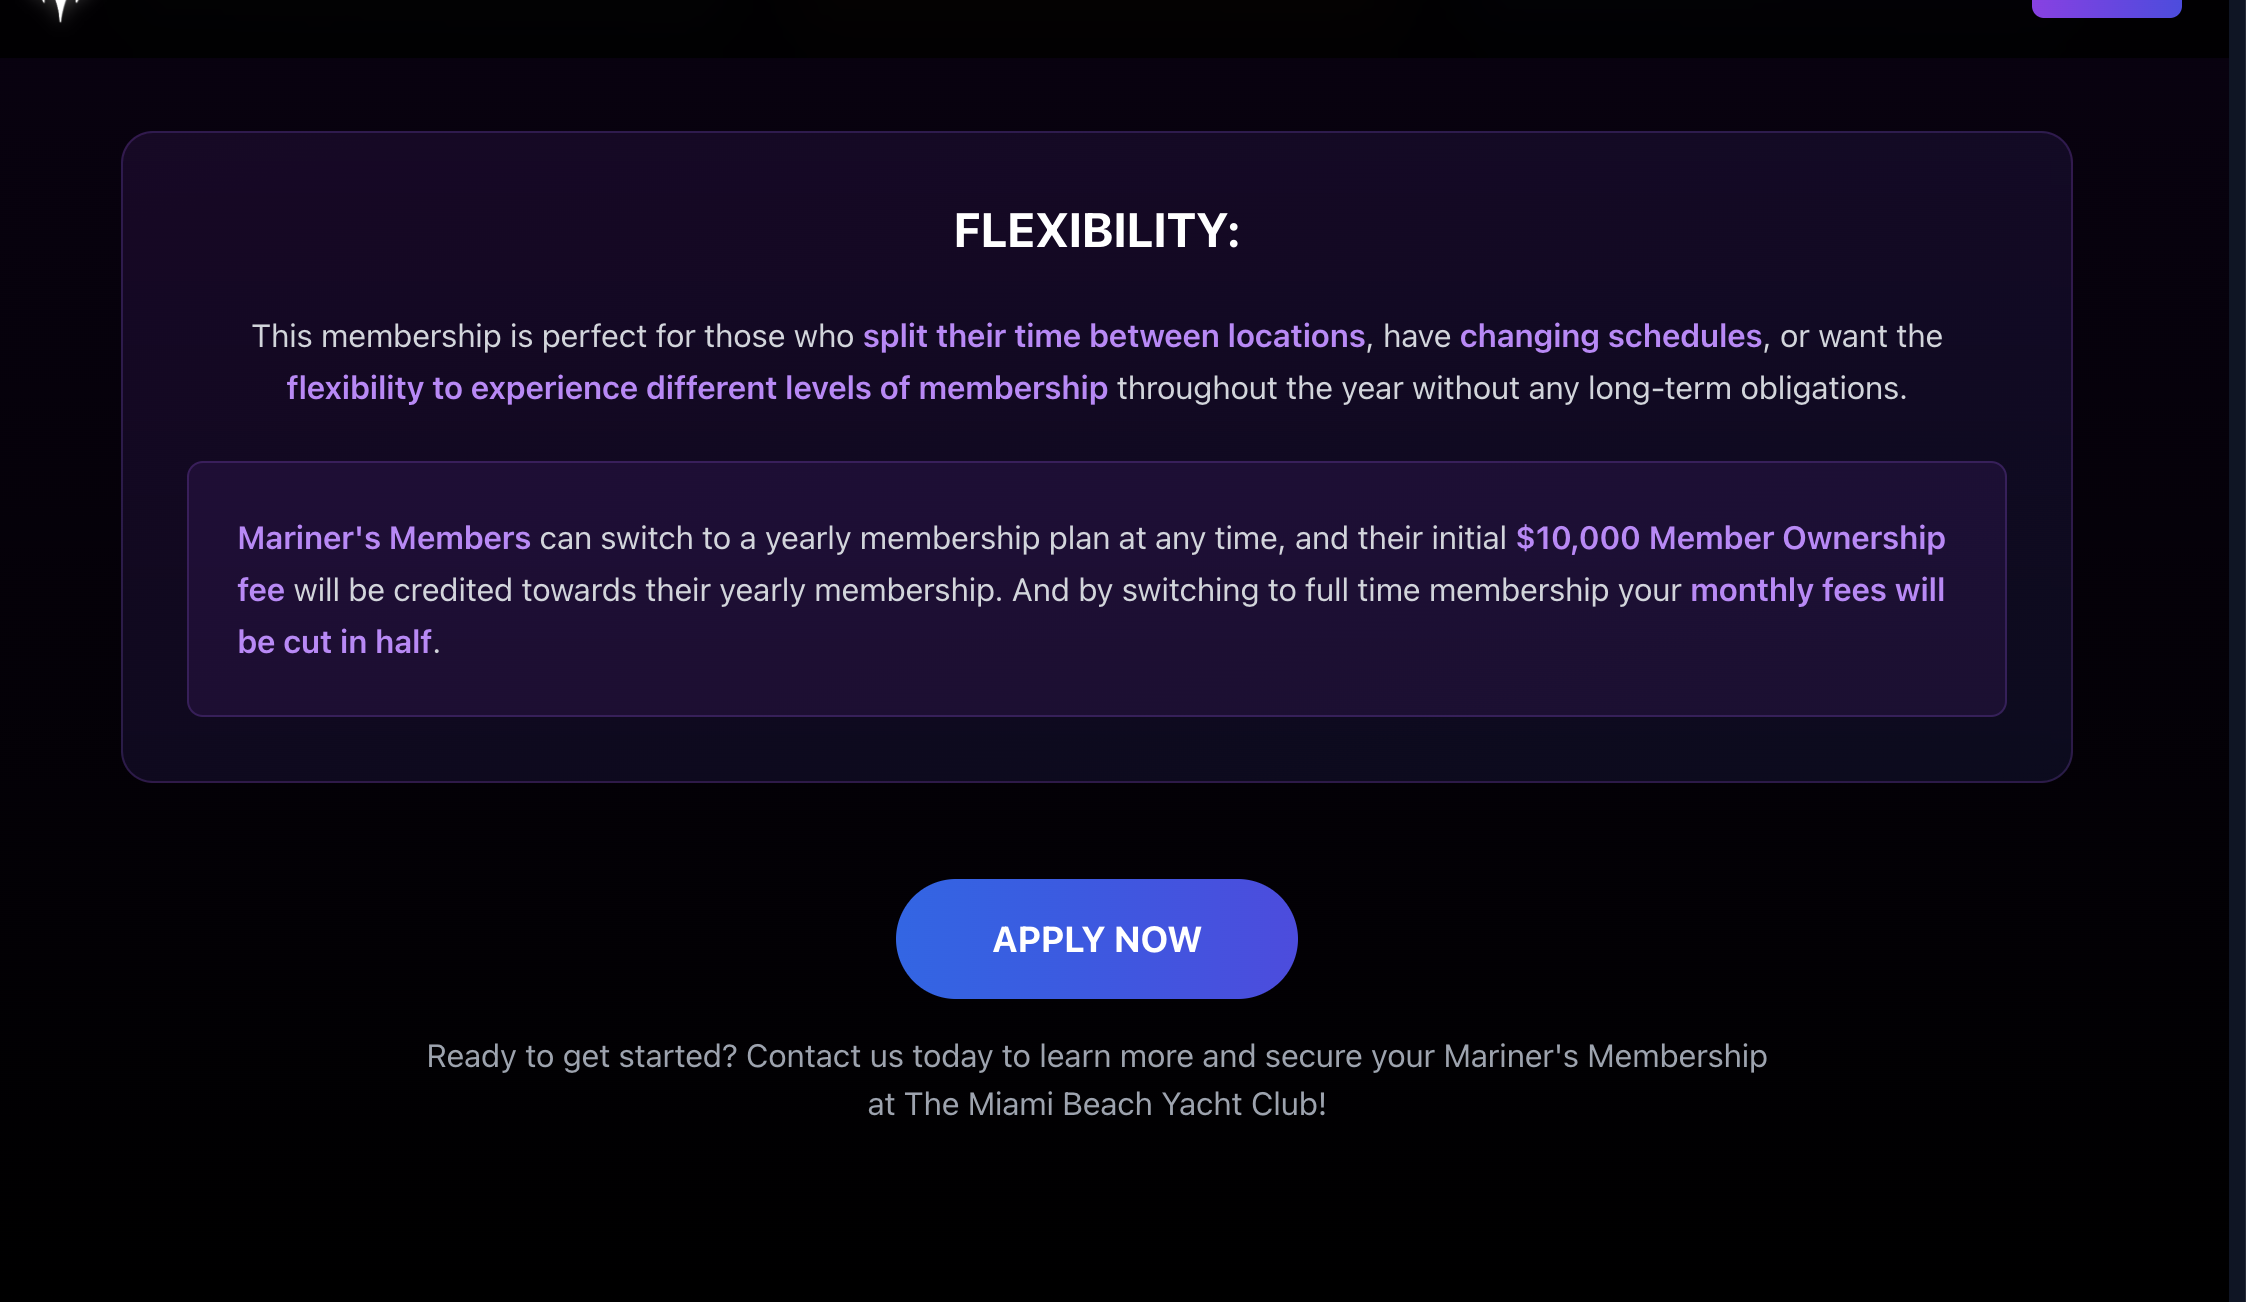 FLEXIBILITY:
This membership is perfect for those who split their time between locations, have changing schedules, or want the
flexibility to experience different levels of membership throughout the year without any long-term obligations.
Mariner's Members can switch to a yearly membership plan at any time, and their initial $10,000 Member Ownership
fee will be credited towards their yearly membership. And by switching to full time membership your monthly fees will
be cut in half.
APPLY NOW
Ready to get started? Contact us today to learn more and secure your Mariner's Membership
at The Miami Beach Yacht Club!